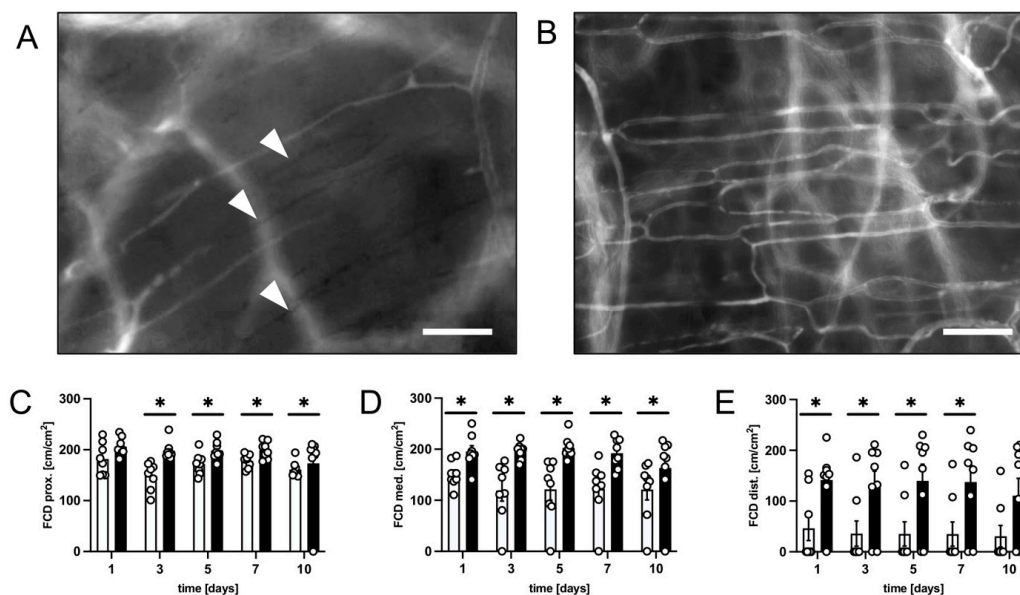 A
B
C
FCD prox. [cm/cm²]
300
200
100
0
* * * *
1 3 5 7 10
time [days]
D
FCD med. [cm/cm²]
300
200
100
0
* * * * *
1 3 5 7 10
time [days]
E
FCD dist. [cm/cm²]
300
200
100
0
* * * *
1 3 5 7 10
time [days]